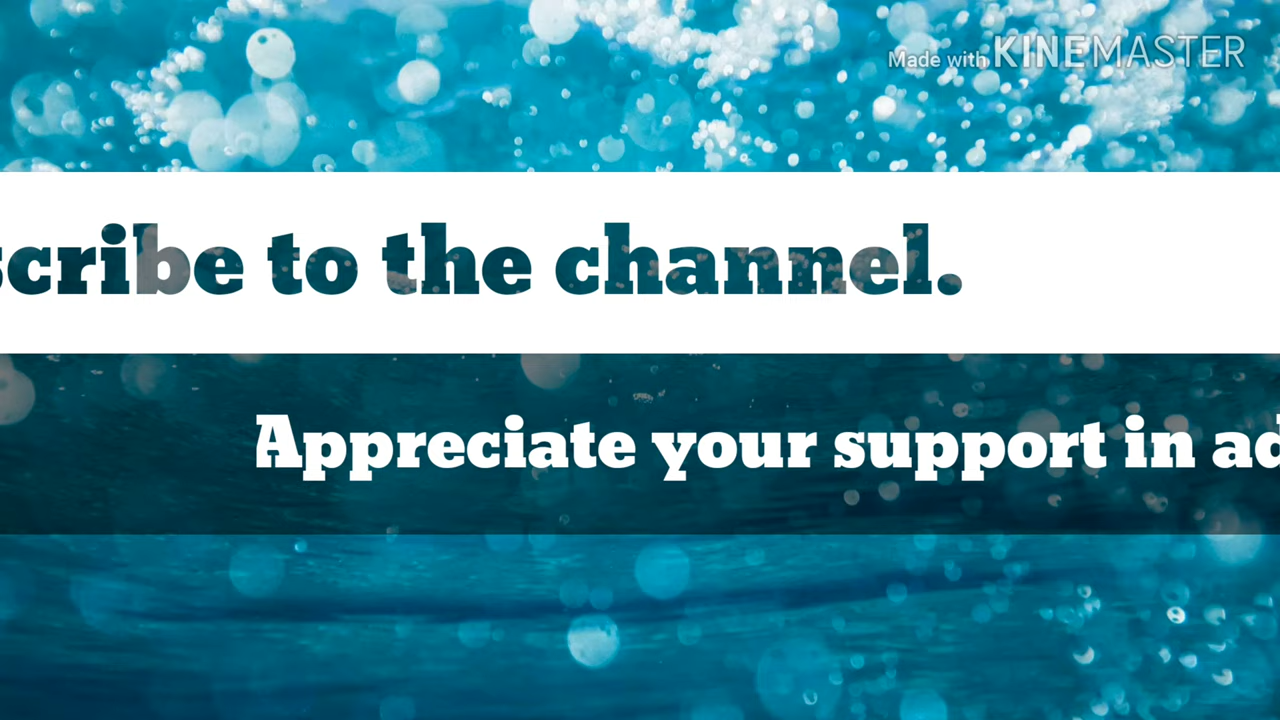 Made with KINEMASTER
scribe to the channel.
Appreciate your support in ad